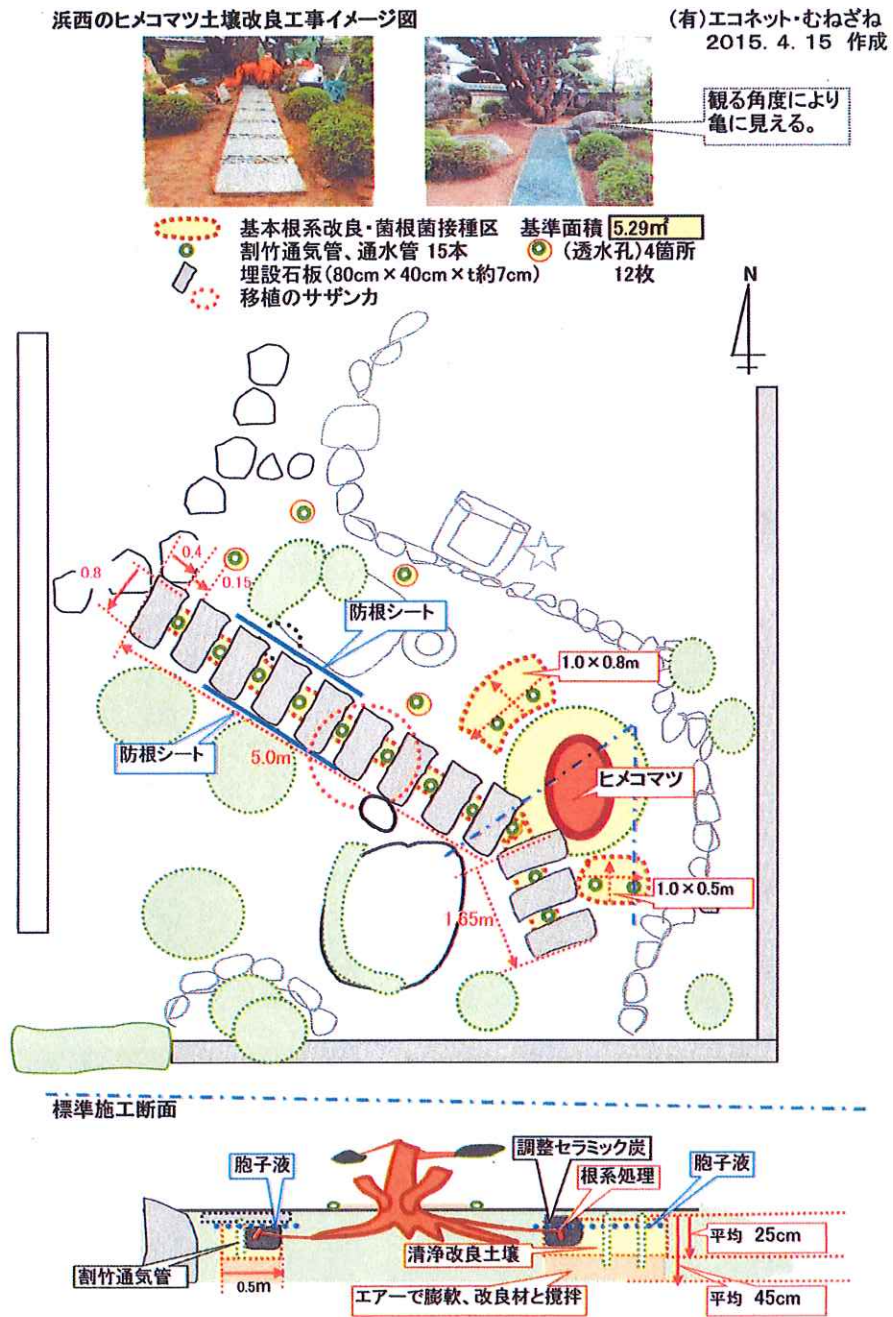 浜西のヒメコマツ土壌改良工事イメージ図
(有)エコネット・むねざね
2015. 4. 15 作成
観る角度により
亀に見える。
基本根系改良・菌根菌接種区 基準面積 5.29㎡
割竹通気管、通水管 15本 (透水孔)4箇所
埋設石板(80cm×40cm×t約7cm) 12枚
移植のサザンカ
N
0.4
0.8
0.15
防根シート
1.0×0.8m
防根シート
5.0m
ヒメコマツ
1.0×0.5m
1.65m
標準施工断面
調整セラミック炭
胞子液
根系処理
胞子液
清浄改良土壌
平均 25cm
割竹通気管
0.5m
エアーで膨軟、改良材と撹拌
平均 45cm